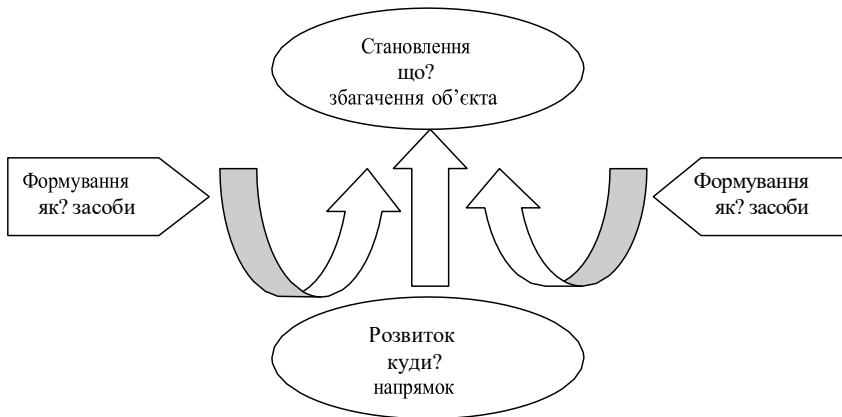 Становлення
що?
збагачення об’єкта
Формування
як? засоби
Формування
як? засоби
Розвиток
куди?
напрямок